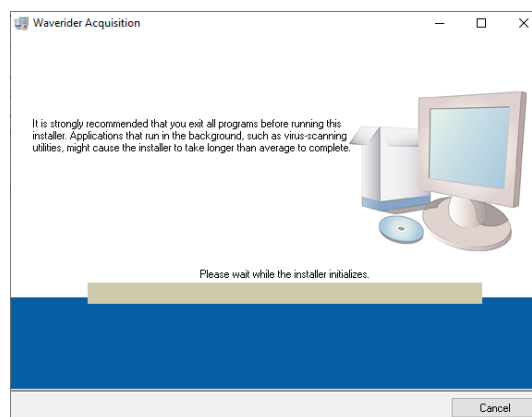 Waverider Acquisition
It is strongly recommended that you exit all programs before running this
installer. Applications that run in the background, such as virus-scanning
utilities, might cause the installer to take longer than average to complete.
Please wait while the installer initializes.
Cancel